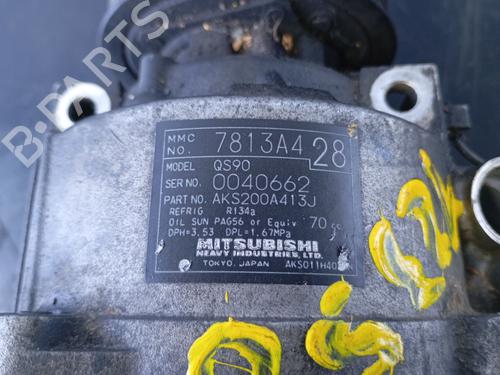 B-PARTS
MMC NO. 7813A428
MODEL QS90
SER NO. 0040662
PART NO. AKS200A413J
REFRIG R134a
OIL SUN PAG56 or Equiv 70
DPH=3,53 DPL=1,67MPa
MITSUBISHI
HEAVY INDUSTRIES, LTD.
TOKYO, JAPAN